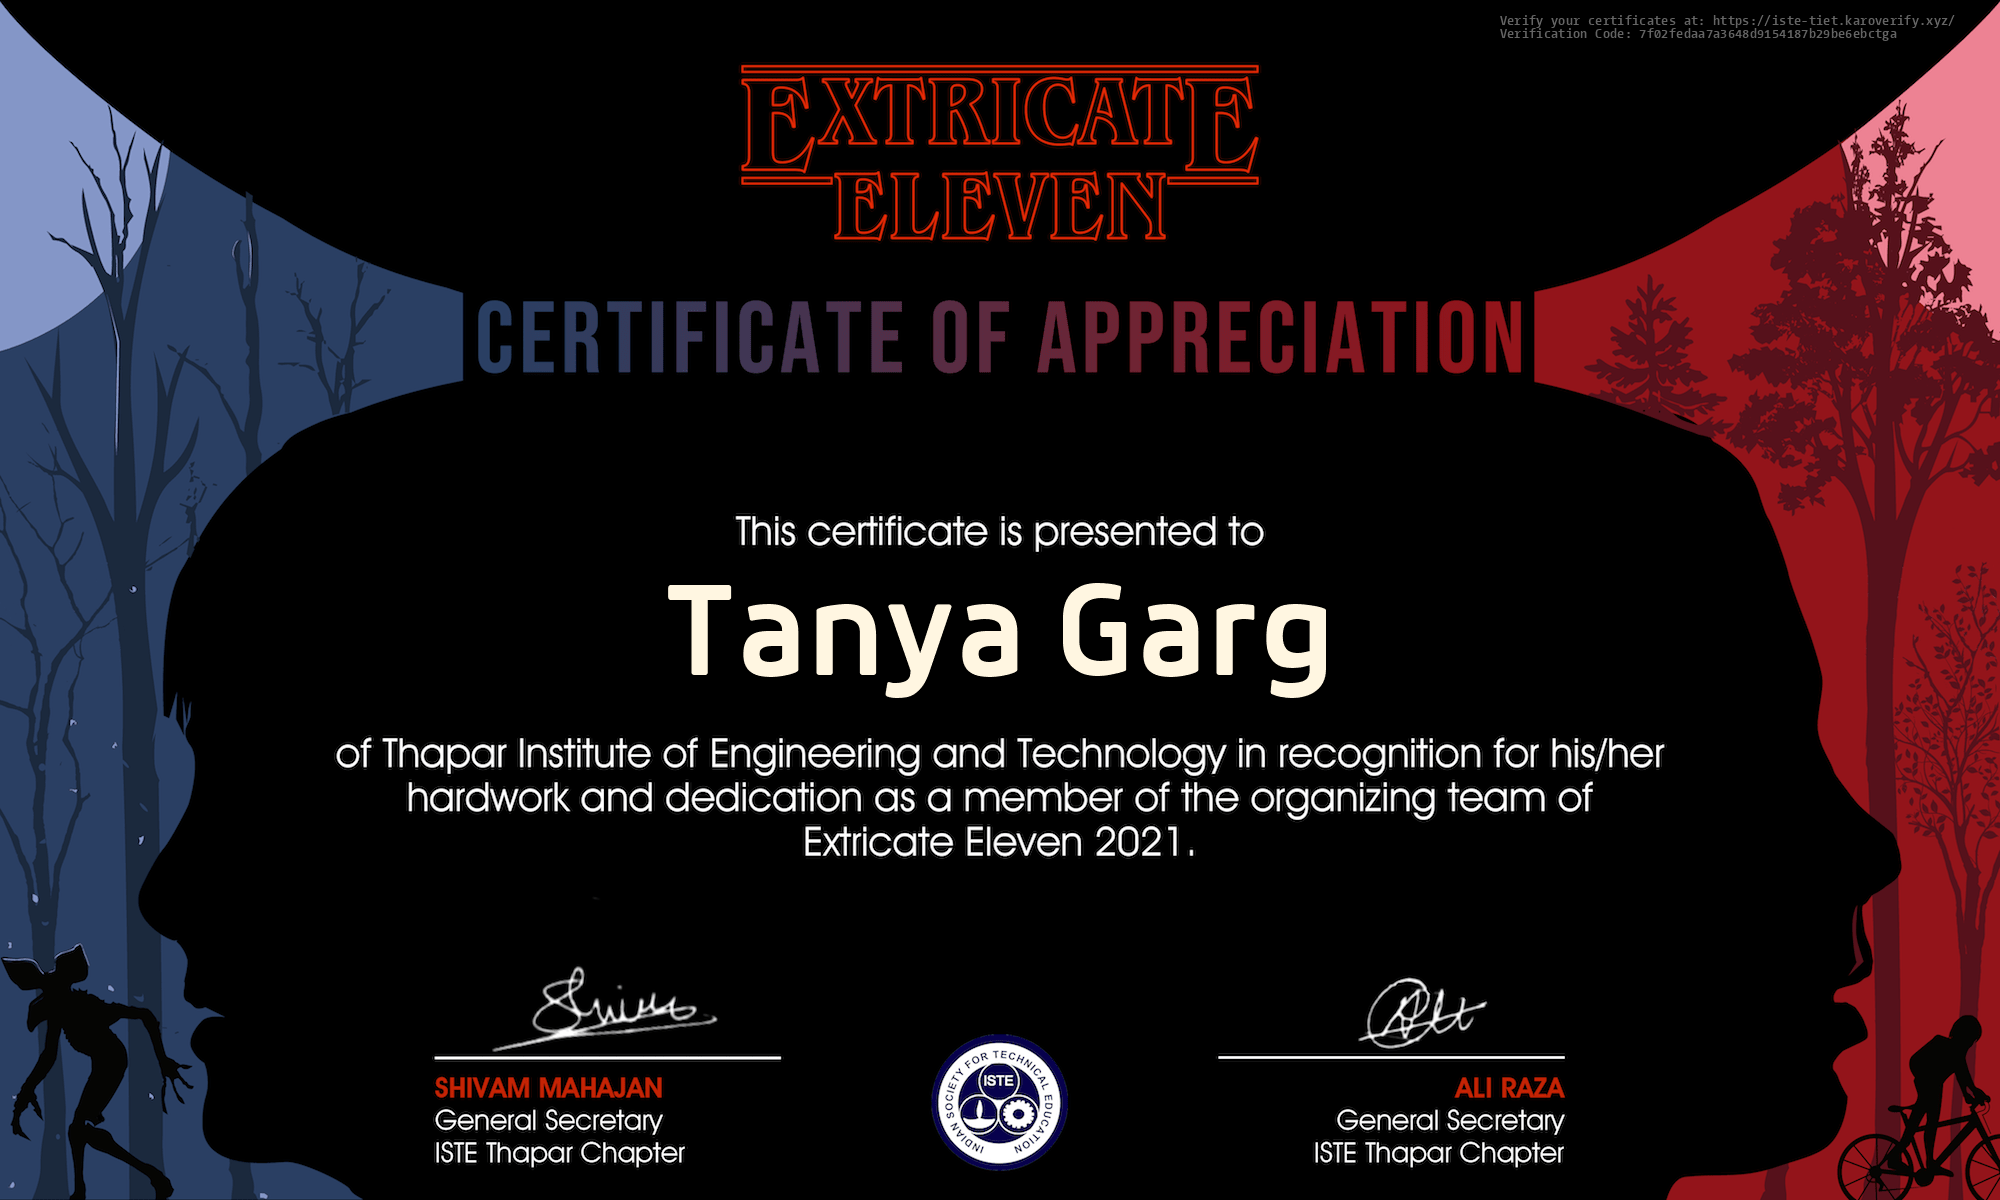 Verify your certificates at: https://iste-tiet.karoverify.xyz/
Verification Code: 7f02fedaa7a3648d9154187b29be6ebctga
EXTRICATE
ELEVEN
CERTIFICATE OF APPRECIATION
This certificate is presented to
Tanya Garg
of Thapar Institute of Engineering and Technology in recognition for his/her
hardwork and dedication as a member of the organizing team of
Extricate Eleven 2021.
SHIVAM MAHAJAN
General Secretary
ISTE Thapar Chapter
INDIAN SOCIETY FOR TECHNICAL EDUCATION
ISTE
ALI RAZA
General Secretary
ISTE Thapar Chapter